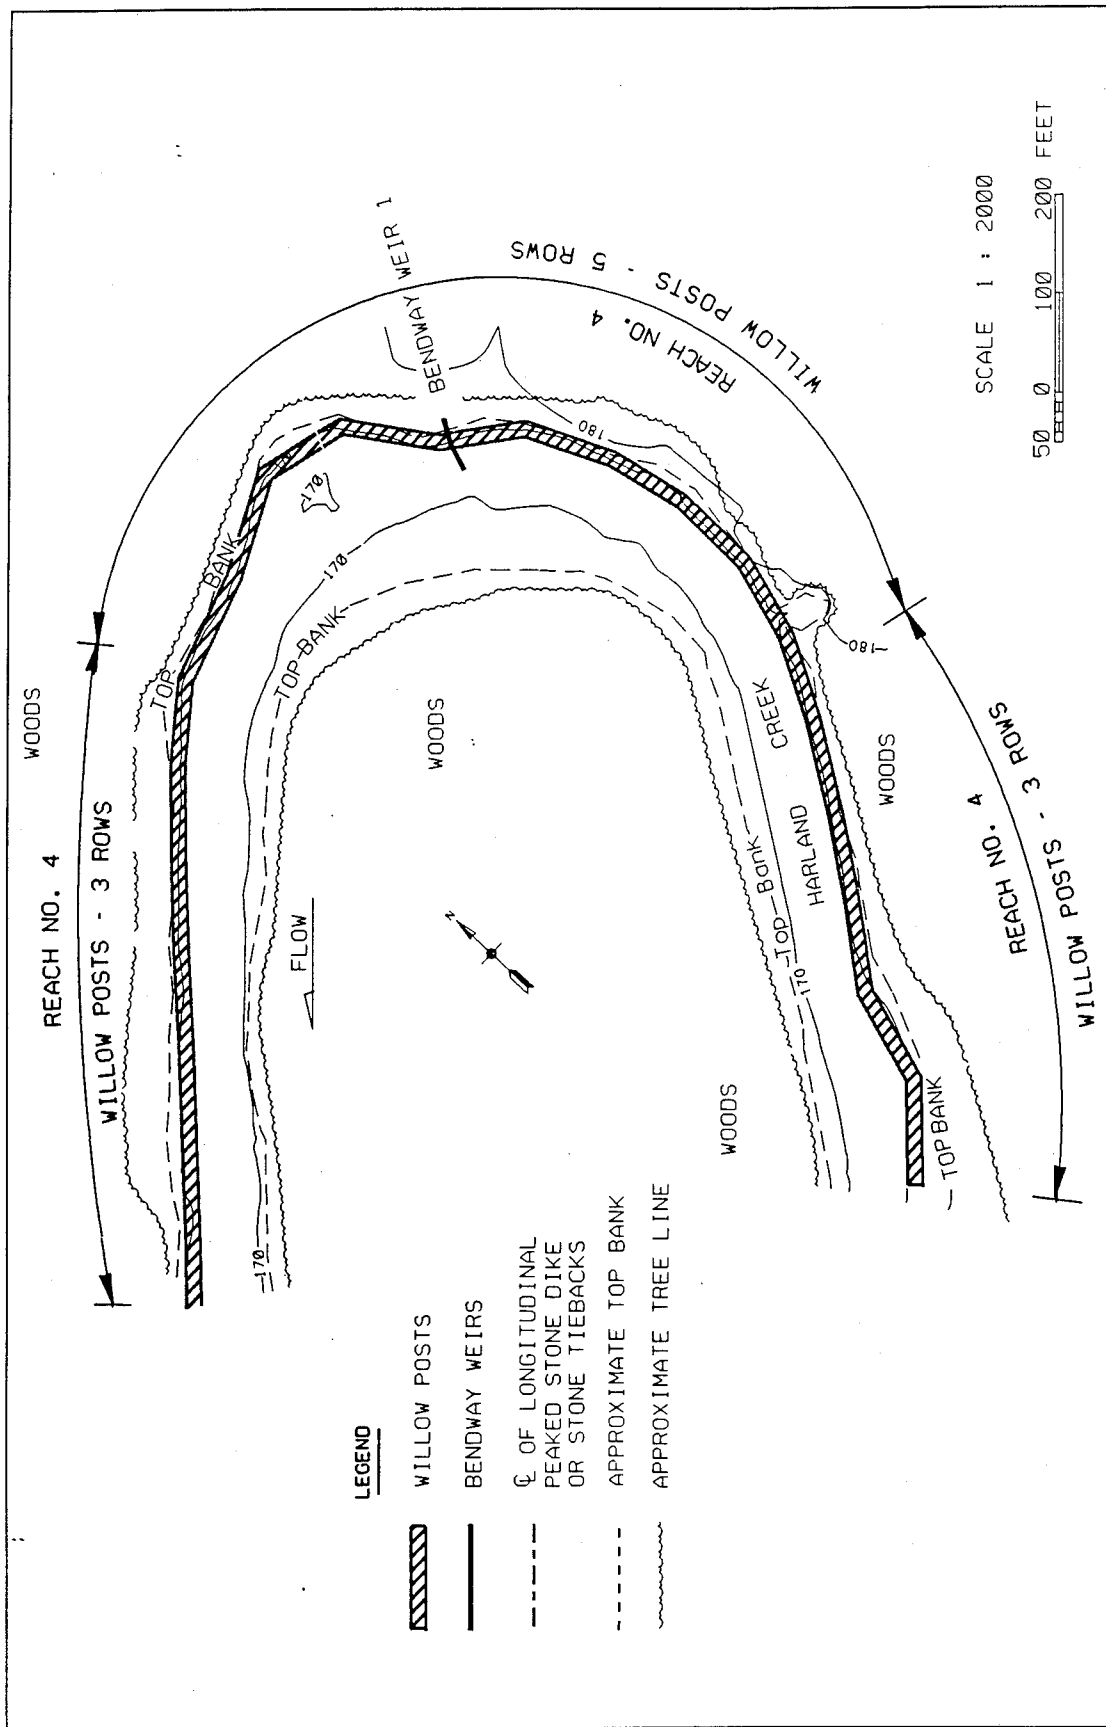 WOODS
REACH NO. 4
WILLOW POSTS - 3 ROWS
TOP BANK
170
170
TOP BANK
BENDWAY WEIR 1
WILLOW POSTS - 5 ROWS
REACH NO. 4
180
WOODS
FLOW
N
CREEK
HARLAND
180
Top Bank
170
WOODS
WOODS
REACH NO. 4
WILLOW POSTS - 3 ROWS
TOP BANK
170
SCALE 1 : 2000
50 0 100 200 FEET
LEGEND
WILLOW POSTS
BENDWAY WEIRS
℄ OF LONGITUDINAL
PEAKED STONE DIKE
OR STONE TIEBACKS
APPROXIMATE TOP BANK
APPROXIMATE TREE LINE